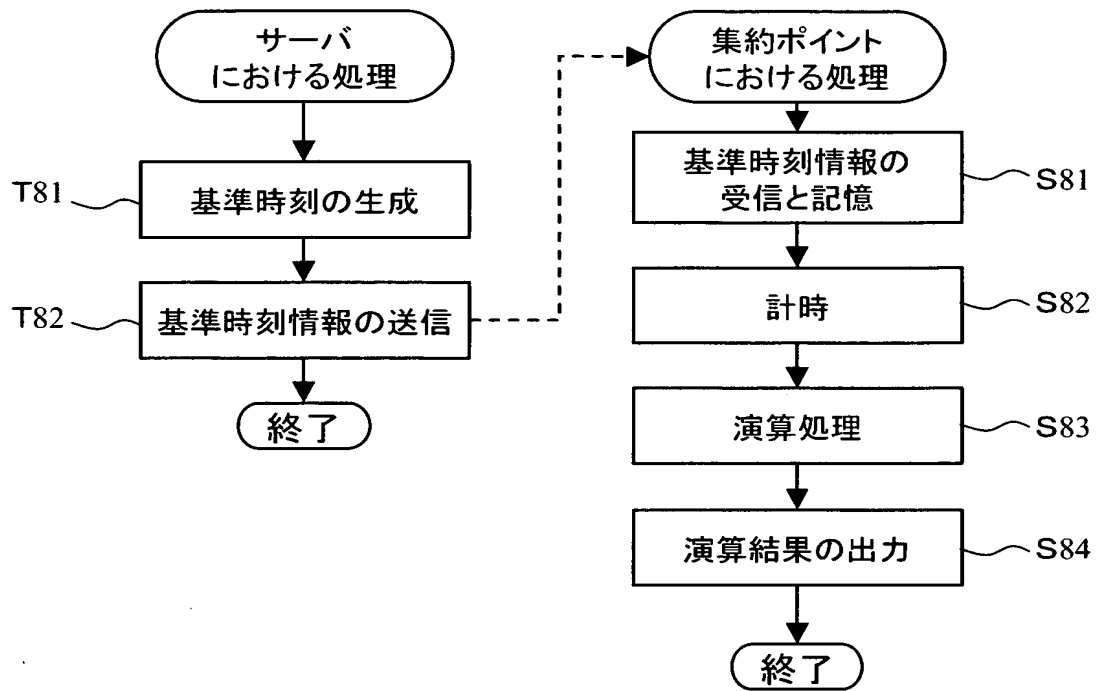 サーバ
における処理
T81
基準時刻の生成
T82
基準時刻情報の送信
終了
集約ポイント
における処理
基準時刻情報の
受信と記憶
S81
計時
S82
演算処理
S83
演算結果の出力
S84
終了